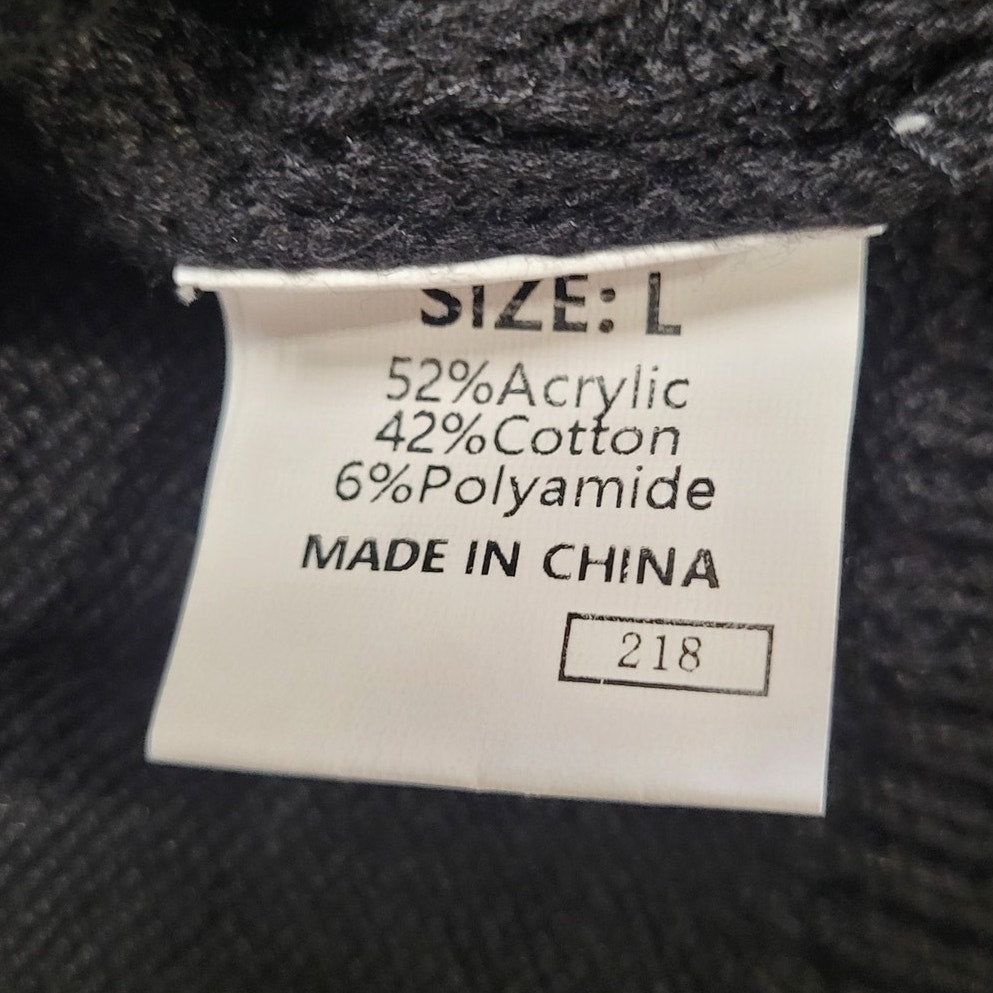 SIZE: L
52%Acrylic
42%Cotton
6%Polyamide
MADE IN CHINA
218